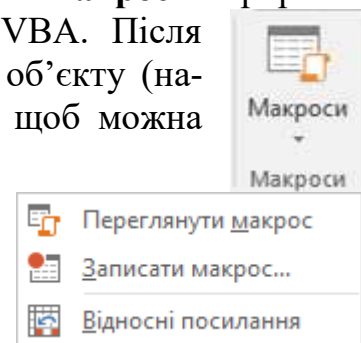 VBA. Після
об’єкту (на-
щоб можна
Макроси
Макроси
Переглянути макрос
Записати макрос...
Відносні посилання